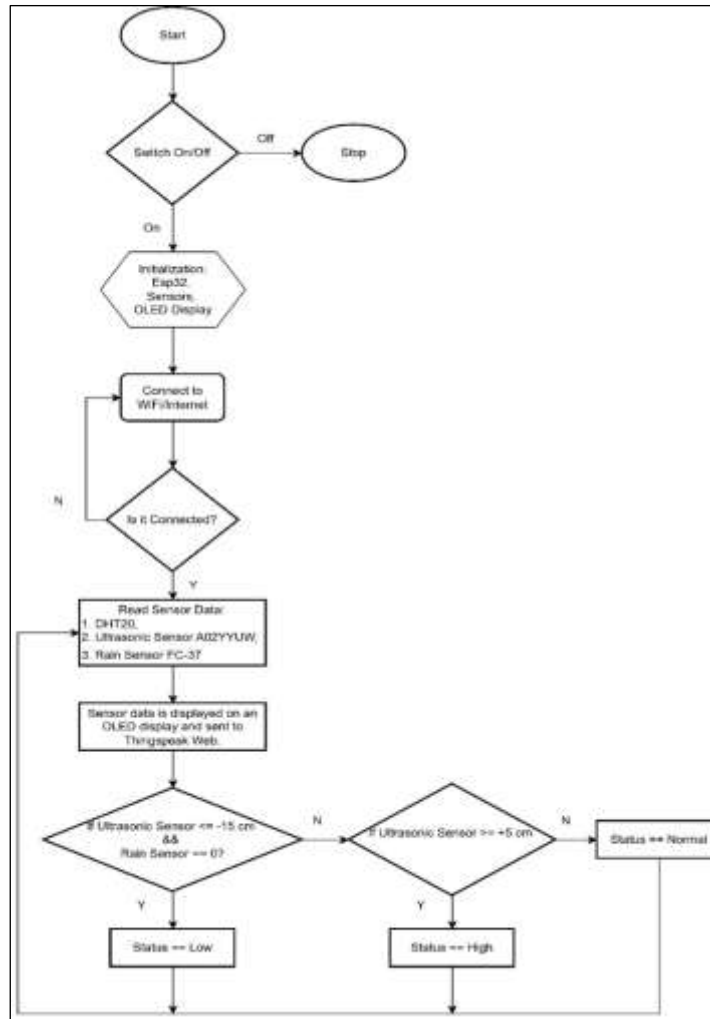 Start
Switch On/Off
Off
Stop
On
Initialization:
Esp32,
Sensors,
OLED Display
Connect to
WiFi/Internet
N
Is it Connected?
Y
Read Sensor Data:
1. DHT20,
2. Ultrasonic Sensor A02YYUW,
3. Rain Sensor FC-37
Sensor data is displayed on an
OLED display and sent to
Thingspeak Web.
If Ultrasonic Sensor <= -15 cm
&&
Rain Sensor == 0?
N
If Ultrasonic Sensor >= +5 cm
N
Status == Normal
Y
Y
Status == Low
Status == High